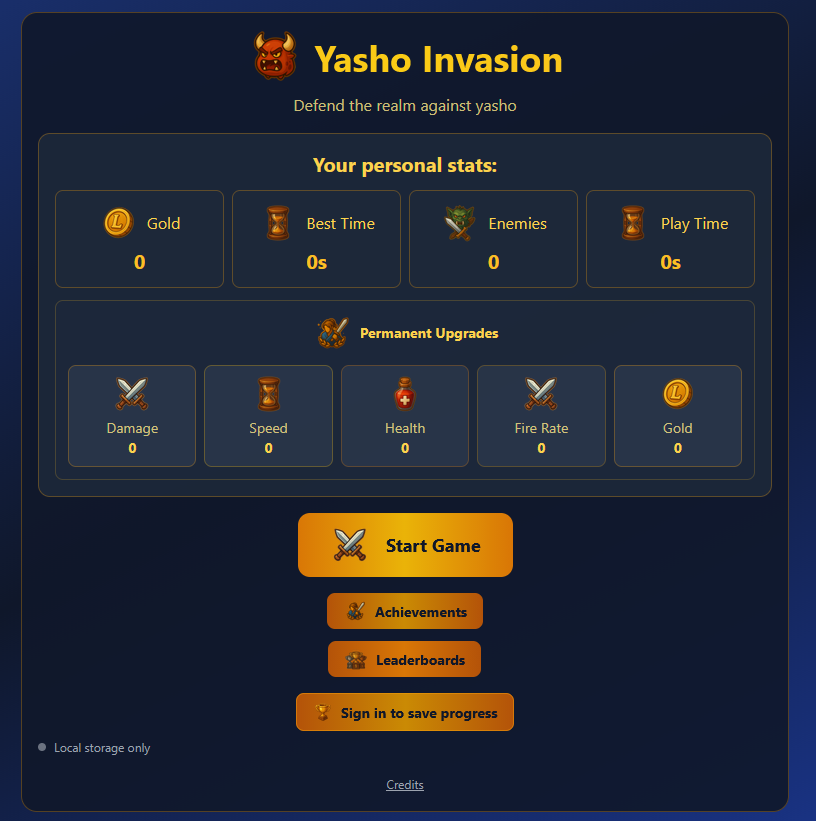 Yasho Invasion
Defend the realm against yasho
Your personal stats:
Gold
0
Best Time
0s
Enemies
0
Play Time
0s
Permanent Upgrades
Damage
0
Speed
0
Health
0
Fire Rate
0
Gold
0
Start Game
Achievements
Leaderboards
Sign in to save progress
Local storage only
Credits